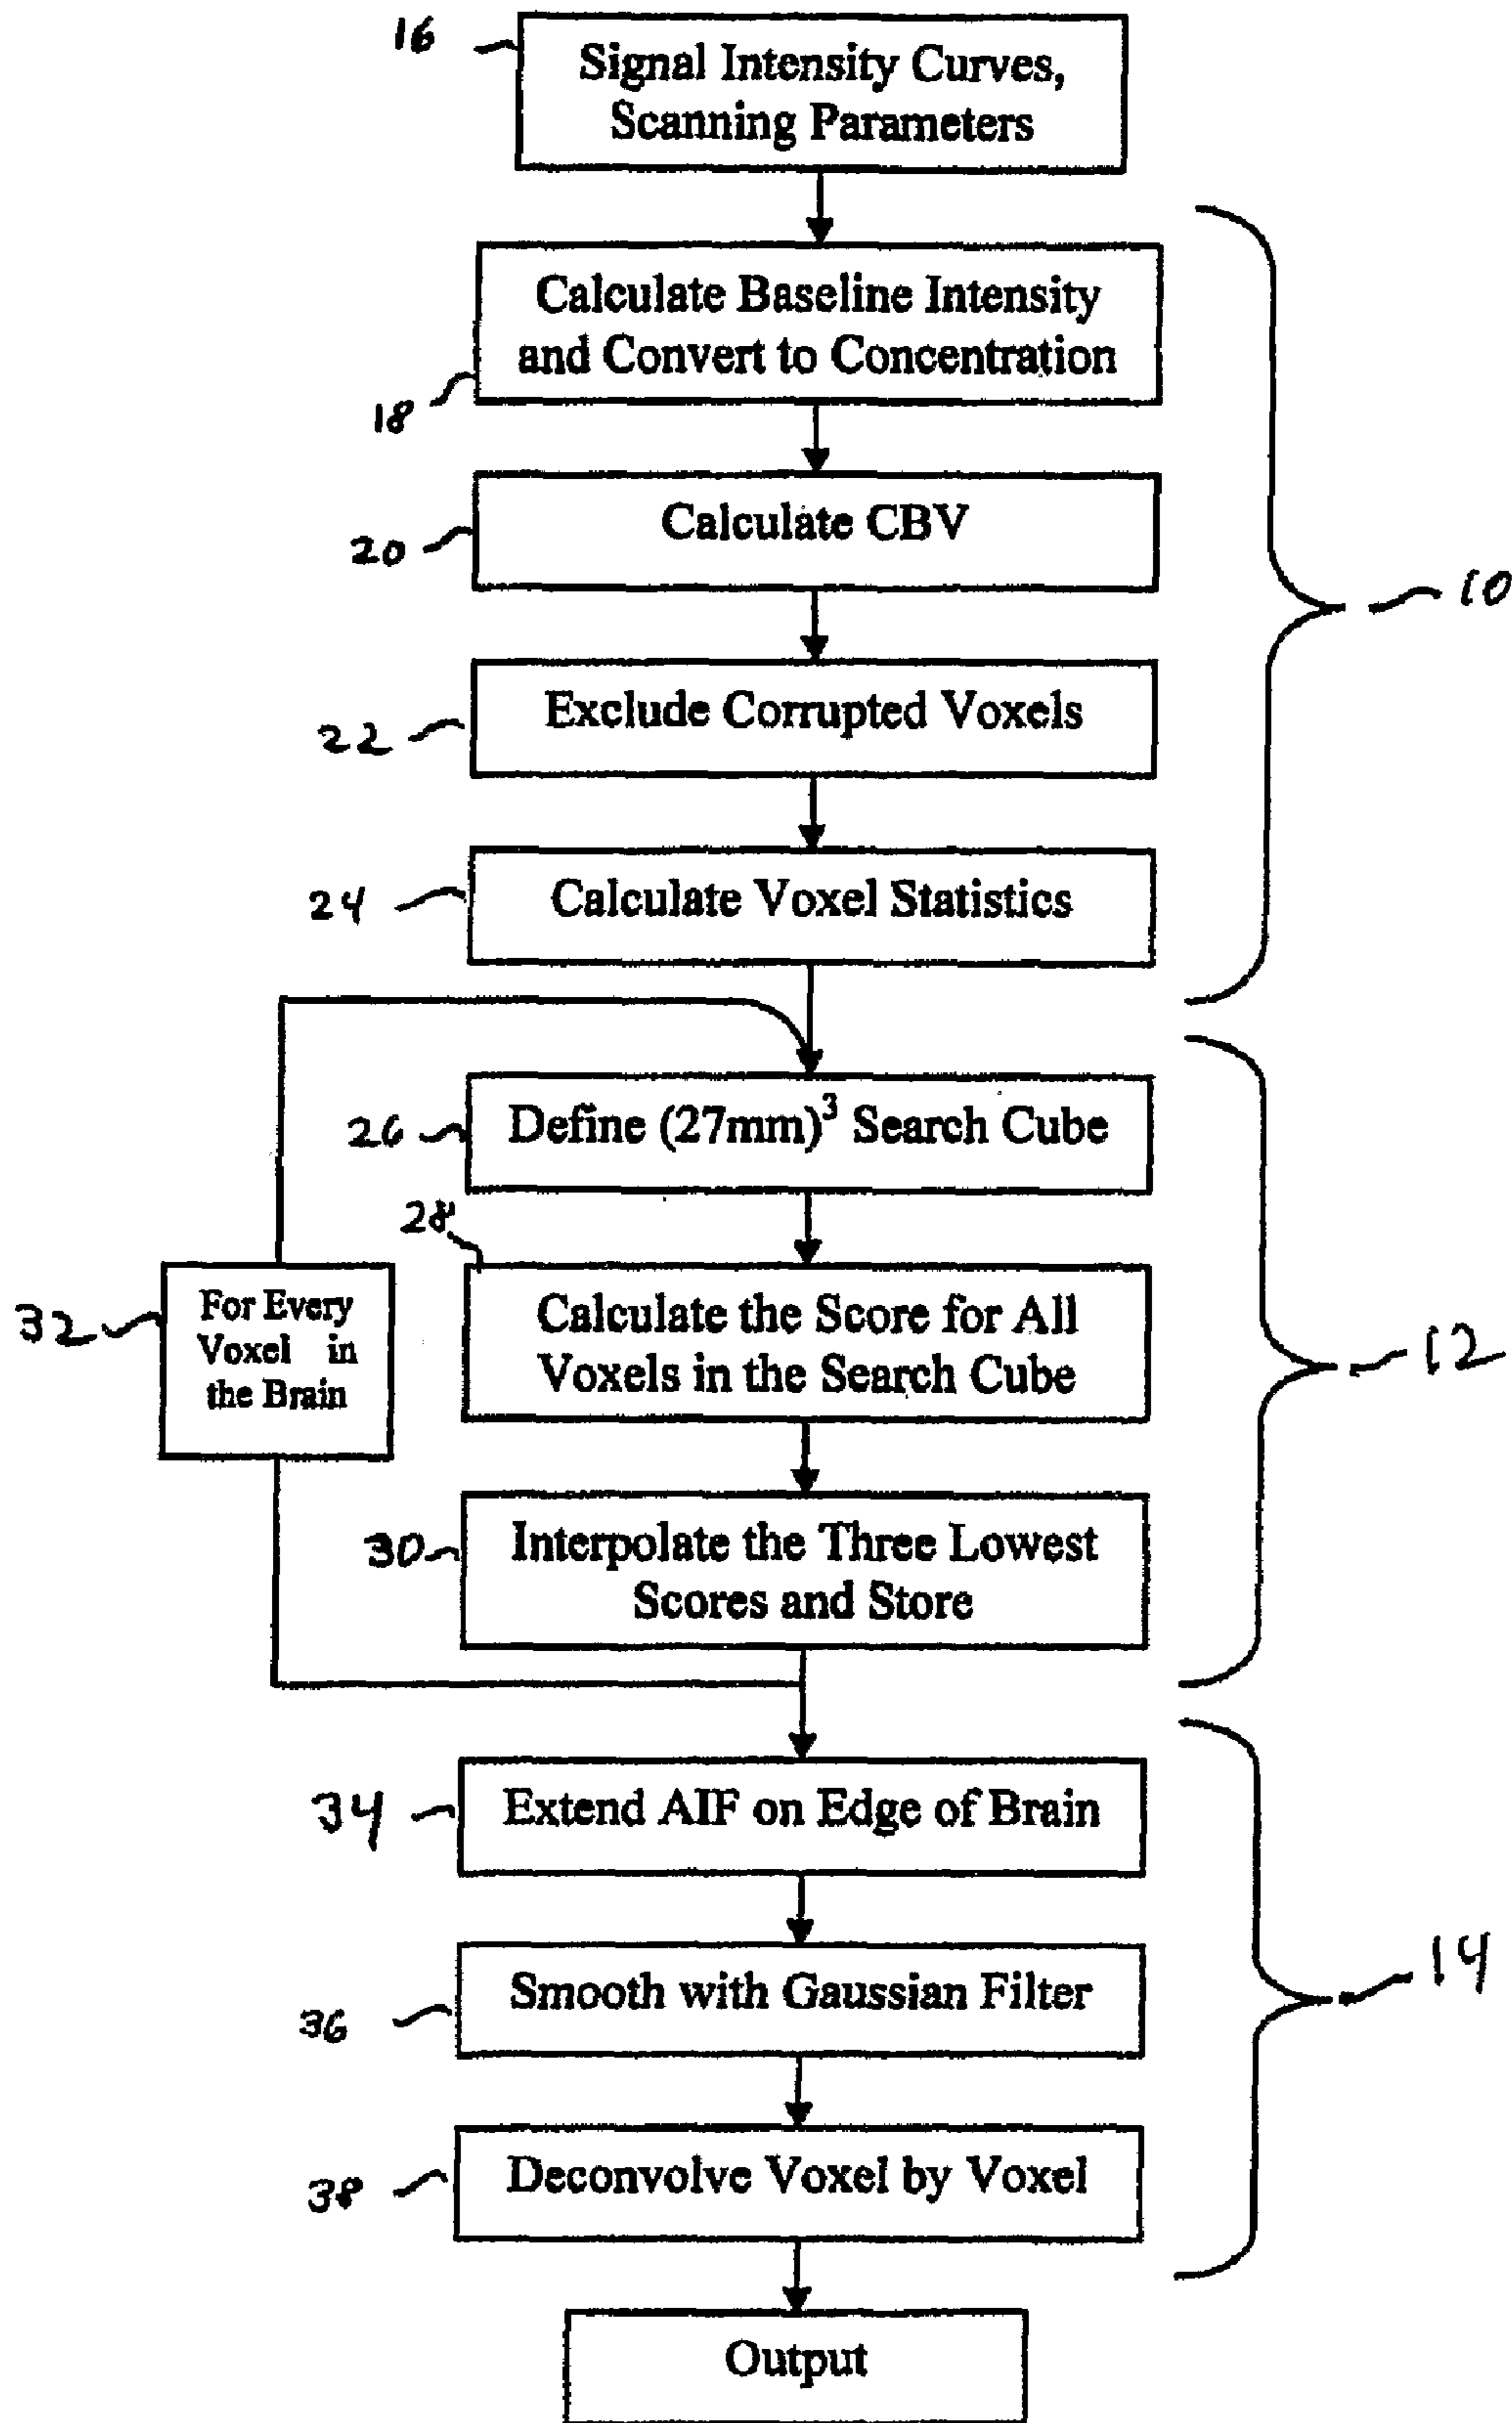 16
Signal Intensity Curves,
Scanning Parameters
Calculate Baseline Intensity
and Convert to Concentration
18
10
Calculate CBV
20
Exclude Corrupted Voxels
22
Calculate Voxel Statistics
24
Define (27mm)³ Search Cube
26
28
Calculate the Score for All
Voxels in the Search Cube
For Every
Voxel in
the Brain
32
12
Interpolate the Three Lowest
Scores and Store
30
Extend AIF on Edge of Brain
34
Smooth with Gaussian Filter
36
14
Deconvolve Voxel by Voxel
38
Output